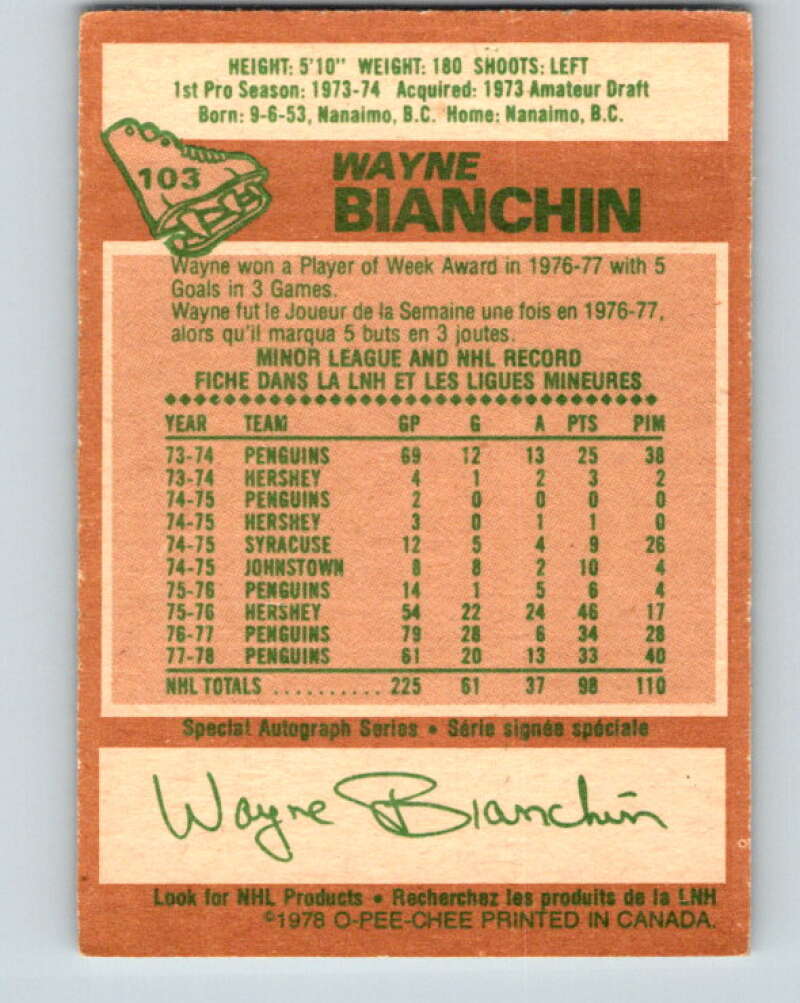 HEIGHT: 5'10" WEIGHT: 180 SHOOTS: LEFT
1st Pro Season: 1973-74 Acquired: 1973 Amateur Draft
Born: 9-6-53, Nanaimo, B.C. Home: Nanaimo, B.C.
103
WAYNE
BIANCHIN
Wayne won a Player of Week Award in 1976-77 with 5
Goals in 3 Games.
Wayne fut le Joueur de la Semaine une fois en 1976-77,
alors qu'il marqua 5 buts en 3 joutes.
MINOR LEAGUE AND NHL RECORD
FICHE DANS LA LNH ET LES LIGUES MINEURES
YEAR TEAM GP G A PTS PIM
73-74 PENGUINS 69 12 13 25 38
73-74 HERSHEY 4 1 2 3 2
74-75 PENGUINS 2 0 0 0 0
74-75 HERSHEY 3 0 1 1 0
74-75 SYRACUSE 12 5 4 9 26
74-75 JOHNSTOWN 8 8 2 10 4
75-76 PENGUINS 14 1 5 6 4
75-76 HERSHEY 54 22 24 46 17
76-77 PENGUINS 79 28 6 34 28
77-78 PENGUINS 61 20 13 33 40
NHL TOTALS .......... 225 61 37 98 110
Special Autograph Series • Série signée spéciale
Wayne Bianchin
Look for NHL Products • Recherchez les produits de la LNH
©1978 O-PEE-CHEE PRINTED IN CANADA.